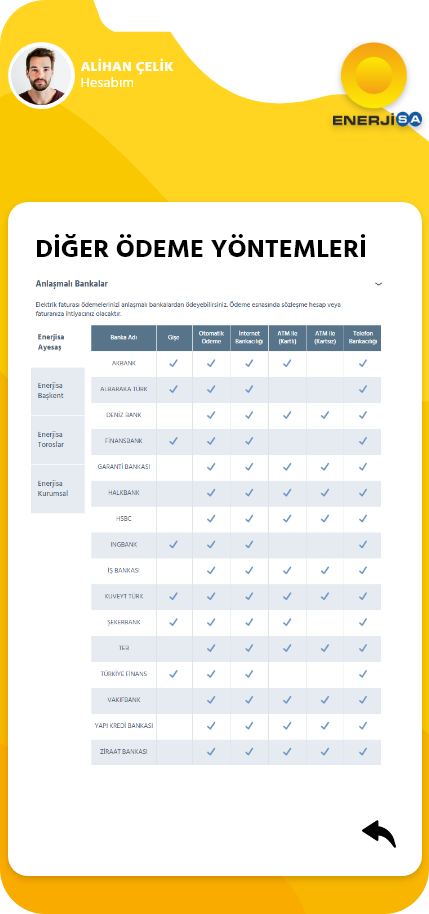 ALİHAN ÇELİK
Hesabım
ENERJİSA
DİĞER ÖDEME YÖNTEMLERİ
Anlaşmalı Bankalar
Elektrik faturası ödemelerinizi anlaşmalı bankalardan ödeyebilirsiniz. Ödeme esnasında sözleşme hesap veya
faturanıza ihtiyacınız olacaktır.
Enerjisa
Ayesaş
Enerjisa
Başkent
Enerjisa
Toroslar
Enerjisa
Kurumsal
Banka Adı Gişe Otomatik Ödeme İnternet Bankacılığı ATM ile (Kartlı) ATM ile (Kartsız) Telefon Bankacılığı
AKBANK ✓ ✓ ✓ ✓ ✓
ALBARAKA TÜRK ✓ ✓ ✓ ✓
DENİZ BANK ✓ ✓ ✓ ✓ ✓
FİNANSBANK ✓ ✓ ✓ ✓
GARANTİ BANKASI ✓ ✓ ✓ ✓ ✓
HALKBANK ✓ ✓ ✓ ✓ ✓
HSBC ✓ ✓ ✓ ✓ ✓
INGBANK ✓ ✓ ✓ ✓
İŞ BANKASI ✓ ✓ ✓ ✓ ✓
KUVEYT TÜRK ✓ ✓ ✓ ✓ ✓ ✓
ŞEKERBANK ✓ ✓ ✓ ✓ ✓
TEB ✓ ✓ ✓ ✓ ✓
TÜRKİYE FİNANS ✓ ✓ ✓ ✓
VAKIFBANK ✓ ✓ ✓ ✓ ✓
YAPI KREDİ BANKASI ✓ ✓ ✓ ✓ ✓
ZİRAAT BANKASI ✓ ✓ ✓ ✓ ✓